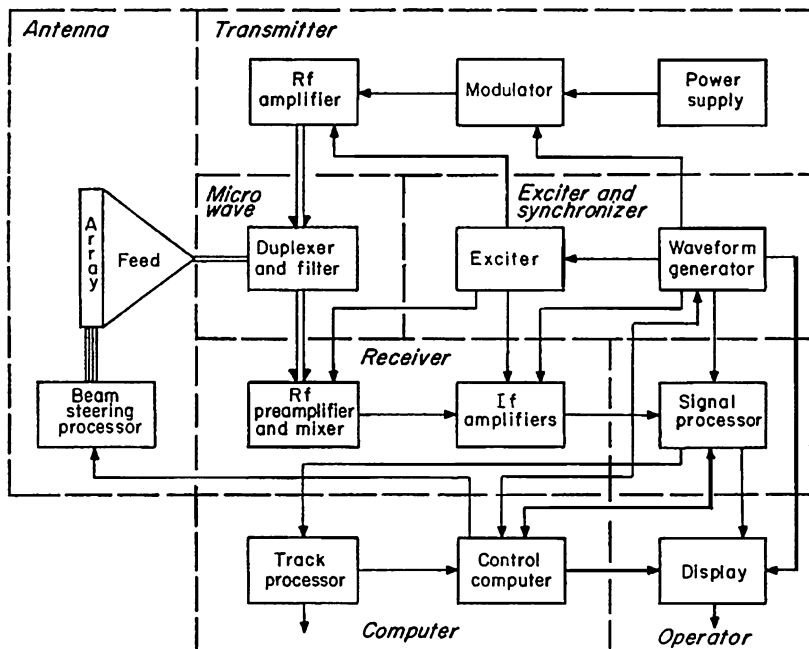 Antenna
Transmitter
Rf
amplifier
Modulator
Power
supply
Micro
wave
Exciter and
synchronizer
Array
Feed
Duplexer
and filter
Exciter
Waveform
generator
Receiver
Beam
steering
processor
Rf
preamplifier
and mixer
If
amplifiers
Signal
processor
Track
processor
Control
computer
Display
Computer
Operator